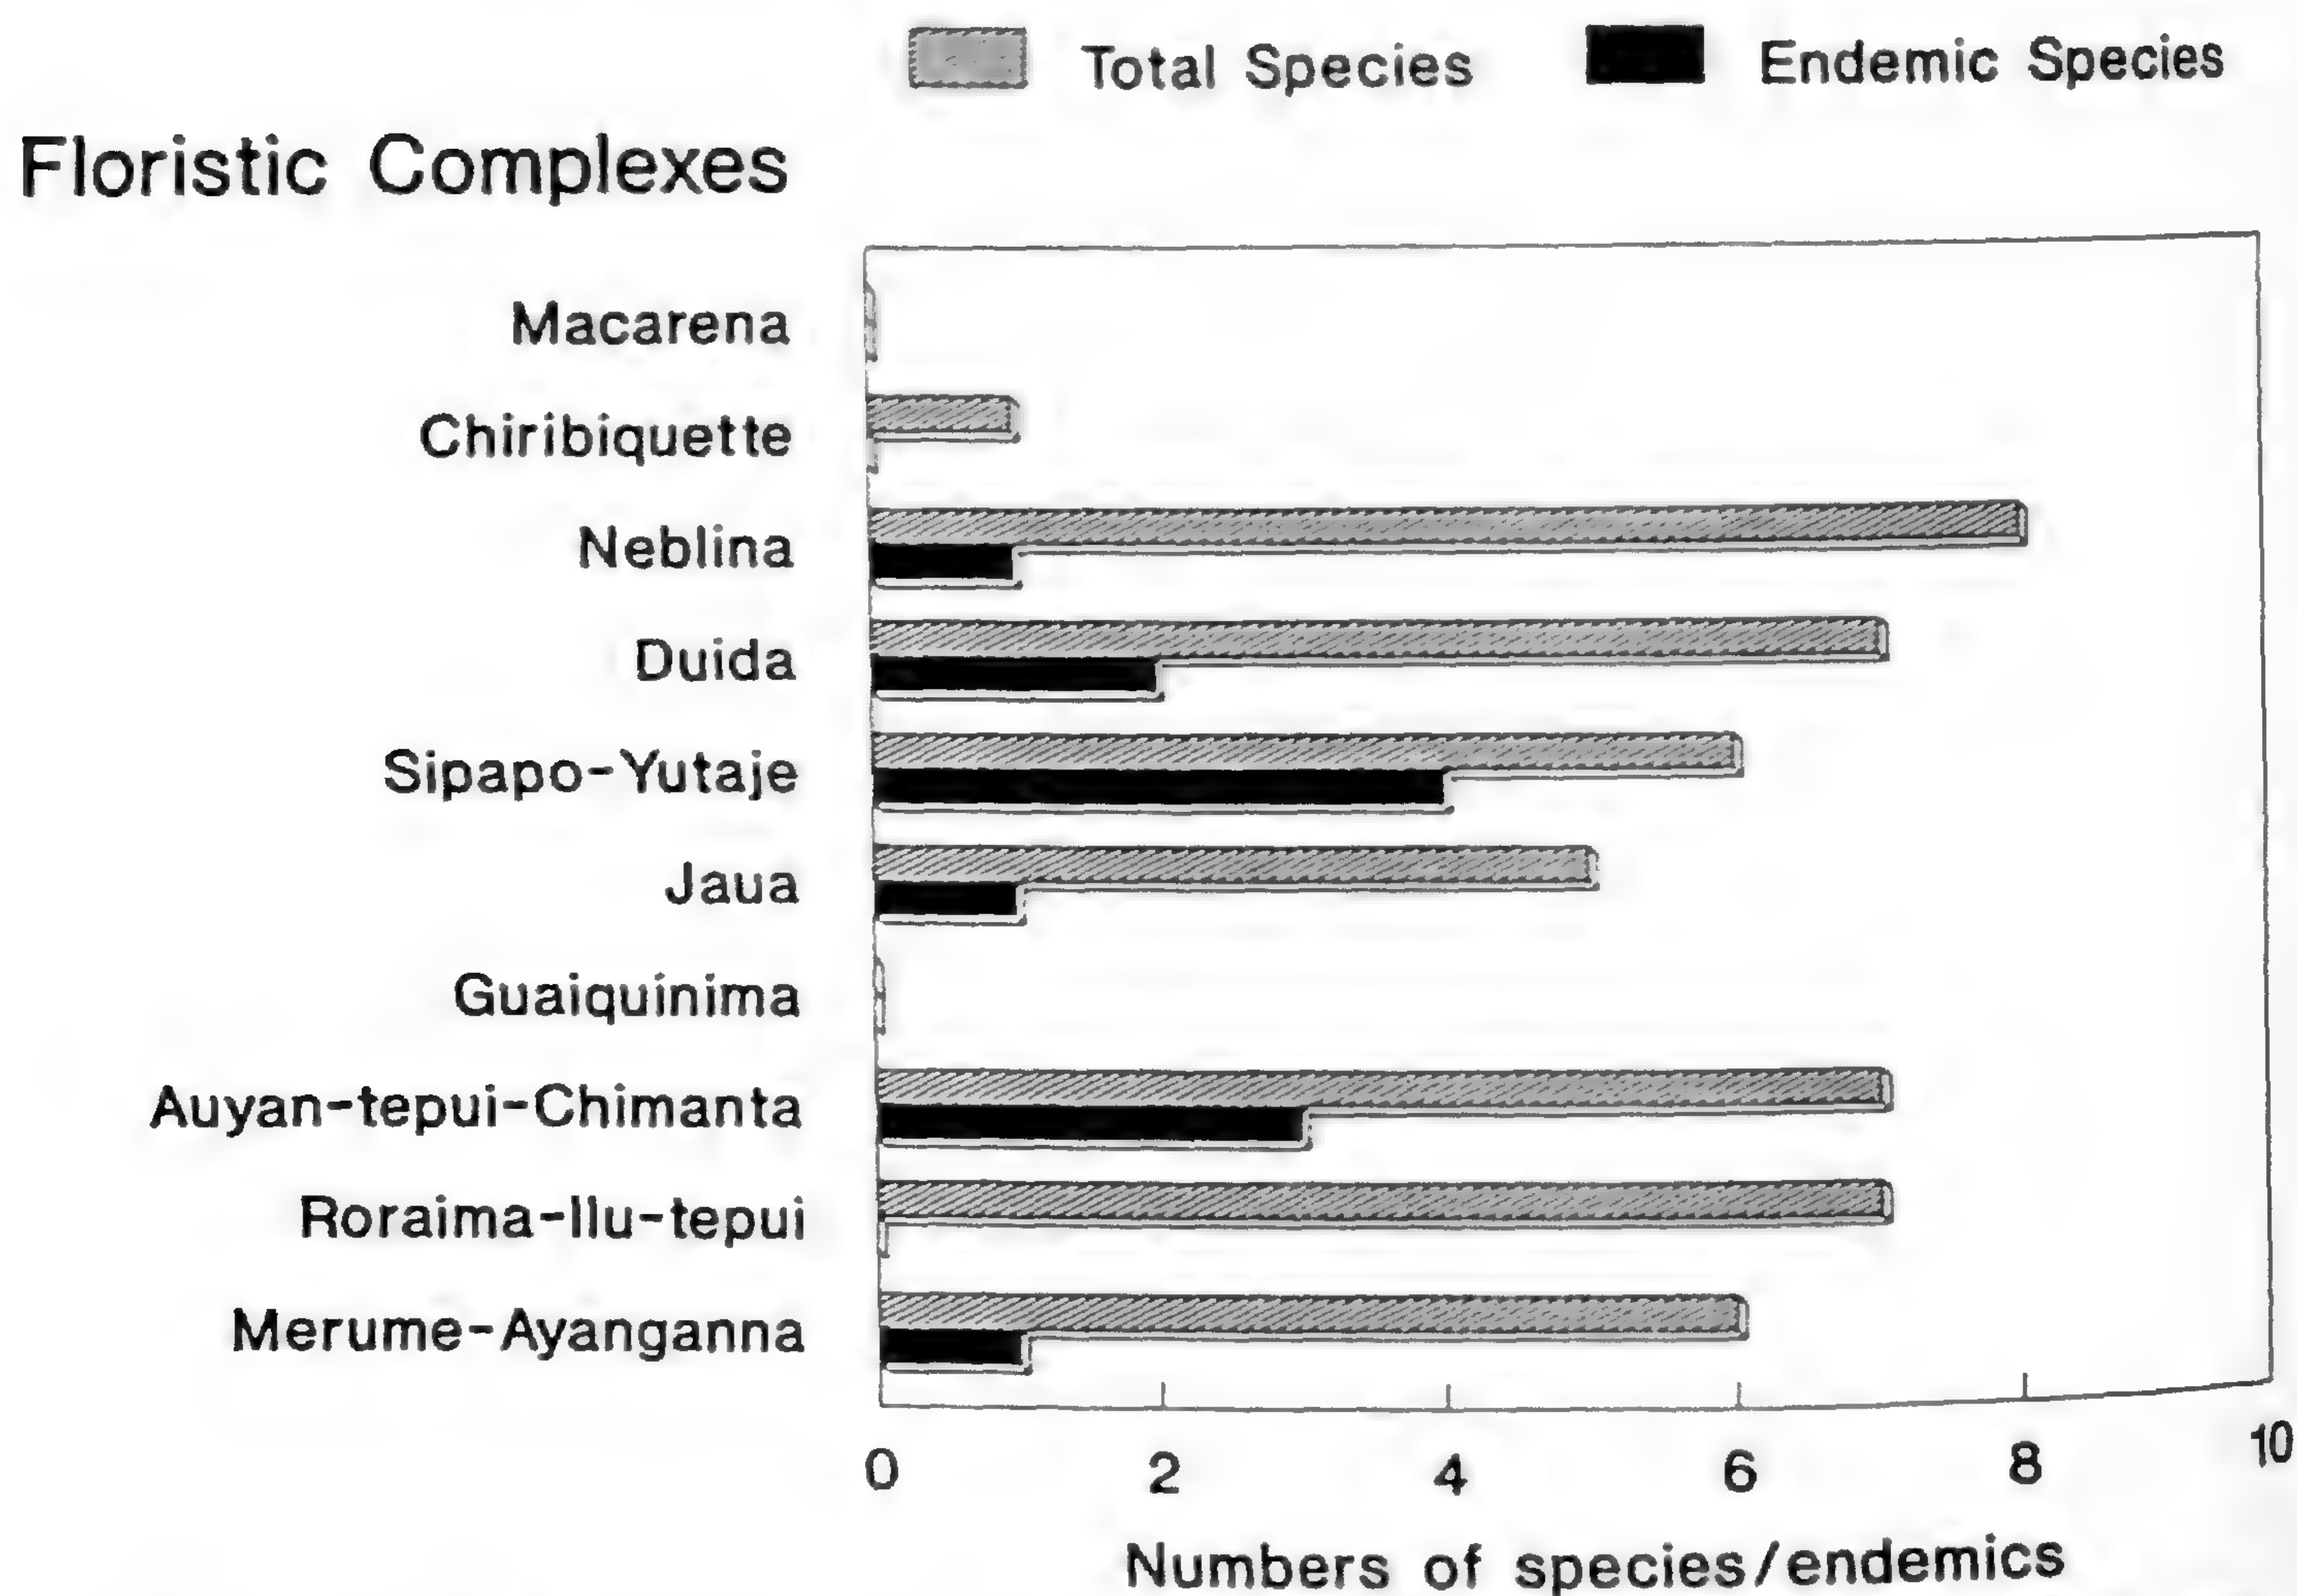 Total Species Endemic Species
Floristic Complexes
Macarena
Chiribiquette
Neblina
Duida
Sipapo-Yutaje
Jaua
Guaiquinima
Auyan-tepui-Chimanta
Roraima-Ilu-tepui
Merume-Ayanganna
0 2 4 6 8 10
Numbers of species/endemics